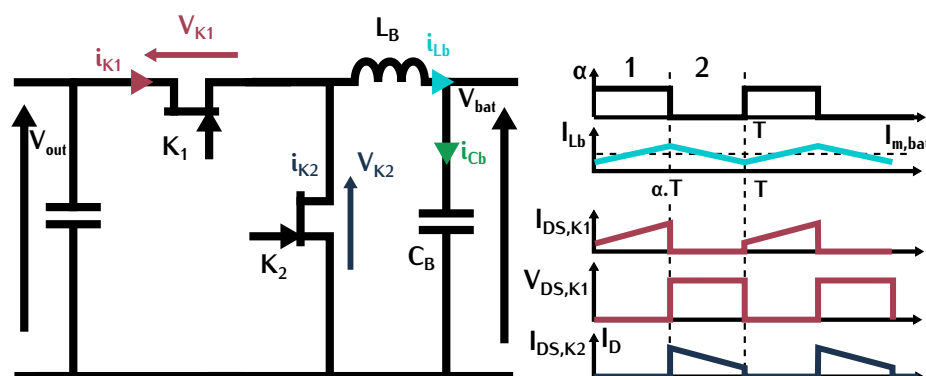 V_K1
L_B
i_K1
i_Lb
V_out
K_1
V_bat
i_K2
V_K2
i_Cb
K_2
C_B
α
1 2
T
I_Lb
I_m,bat
α.T T
I_DS,K1
V_DS,K1
I_DS,K2 I_D